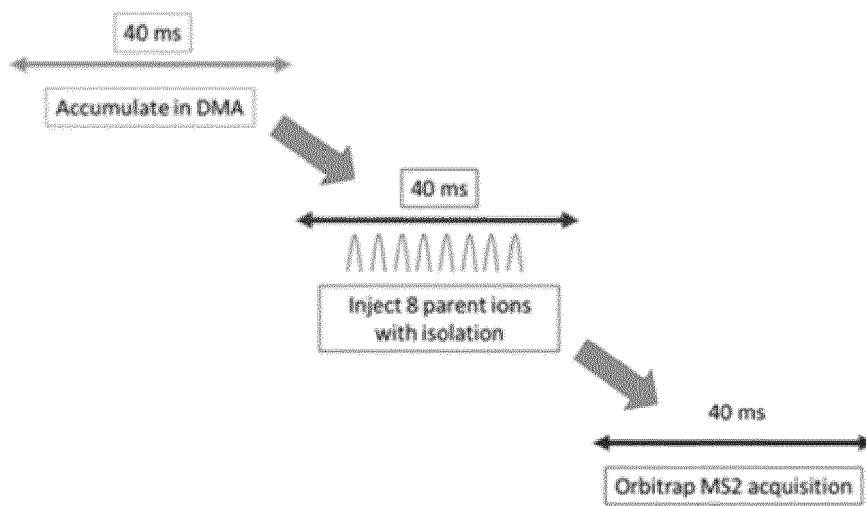 40 ms
Accumulate in DMA
40 ms
Inject 8 parent ions
with isolation
40 ms
Orbitrap MS2 acquisition